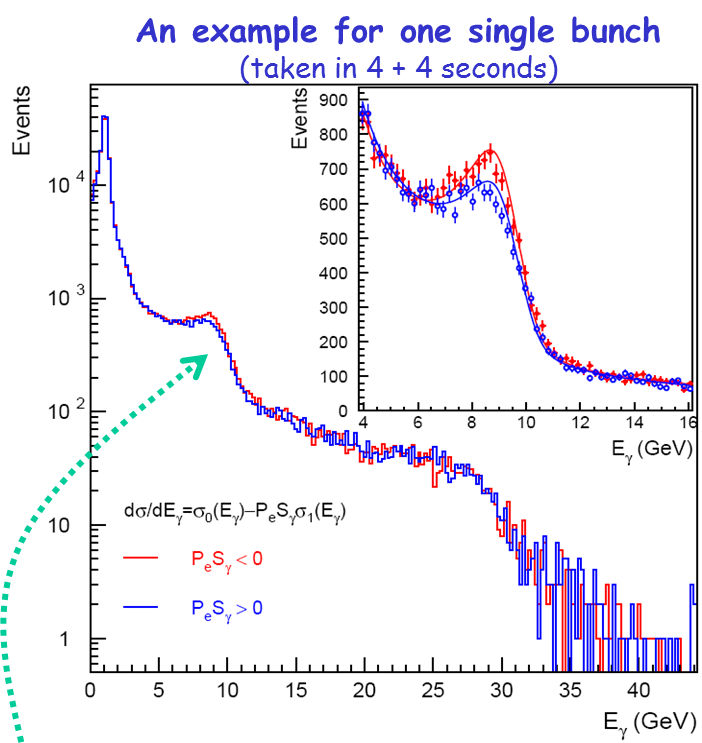 An example for one single bunch
(taken in 4 + 4 seconds)
Events
10⁴
10³
10²
10
1
0 5 10 15 20 25 30 35 40
Eγ (GeV)
dσ/dEγ=σ₀(Eγ)−PₑSγσ₁(Eγ)
PₑSγ < 0
PₑSγ > 0
Events
900
800
700
600
500
400
300
200
100
0
4 6 8 10 12 14 16
Eγ (GeV)